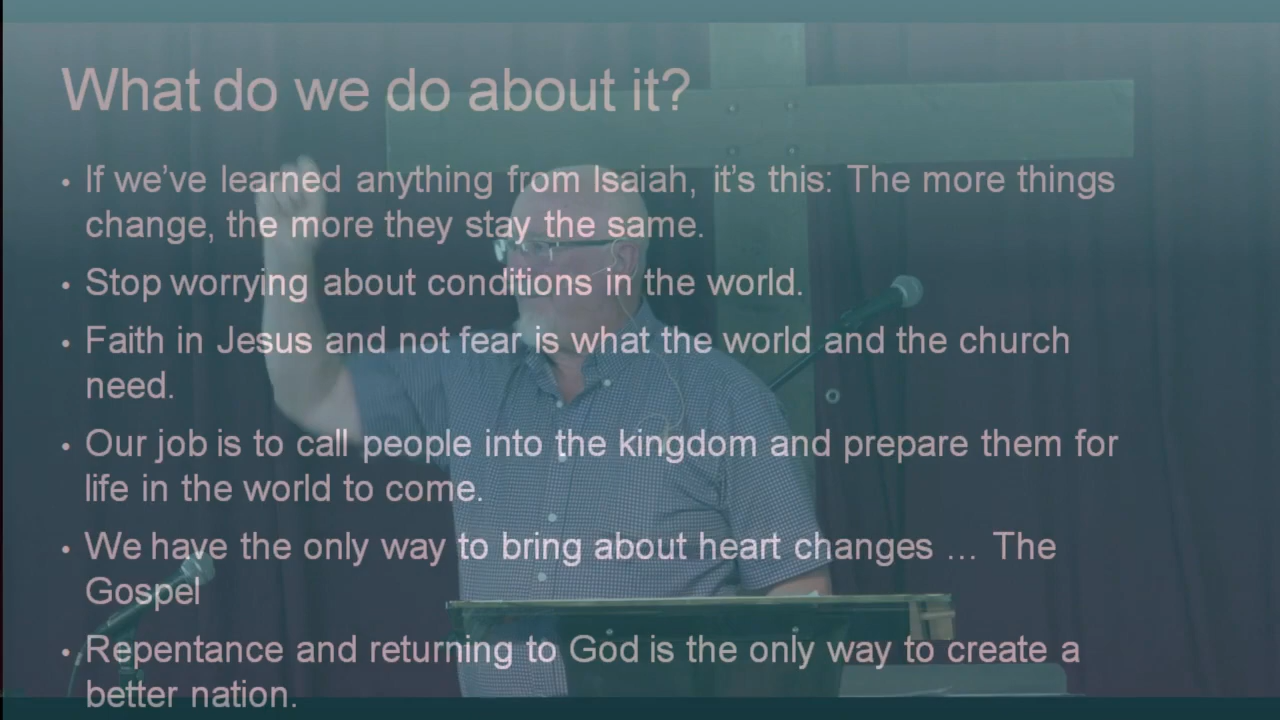 What do we do about it?
• If we've learned anything from Isaiah, it's this: The more things
change, the more they stay the same.
• Stop worrying about conditions in the world.
• Faith in Jesus and not fear is what the world and the church
need.
• Our job is to call people into the kingdom and prepare them for
life in the world to come.
• We have the only way to bring about heart changes … The
Gospel
• Repentance and returning to God is the only way to create a
better nation.